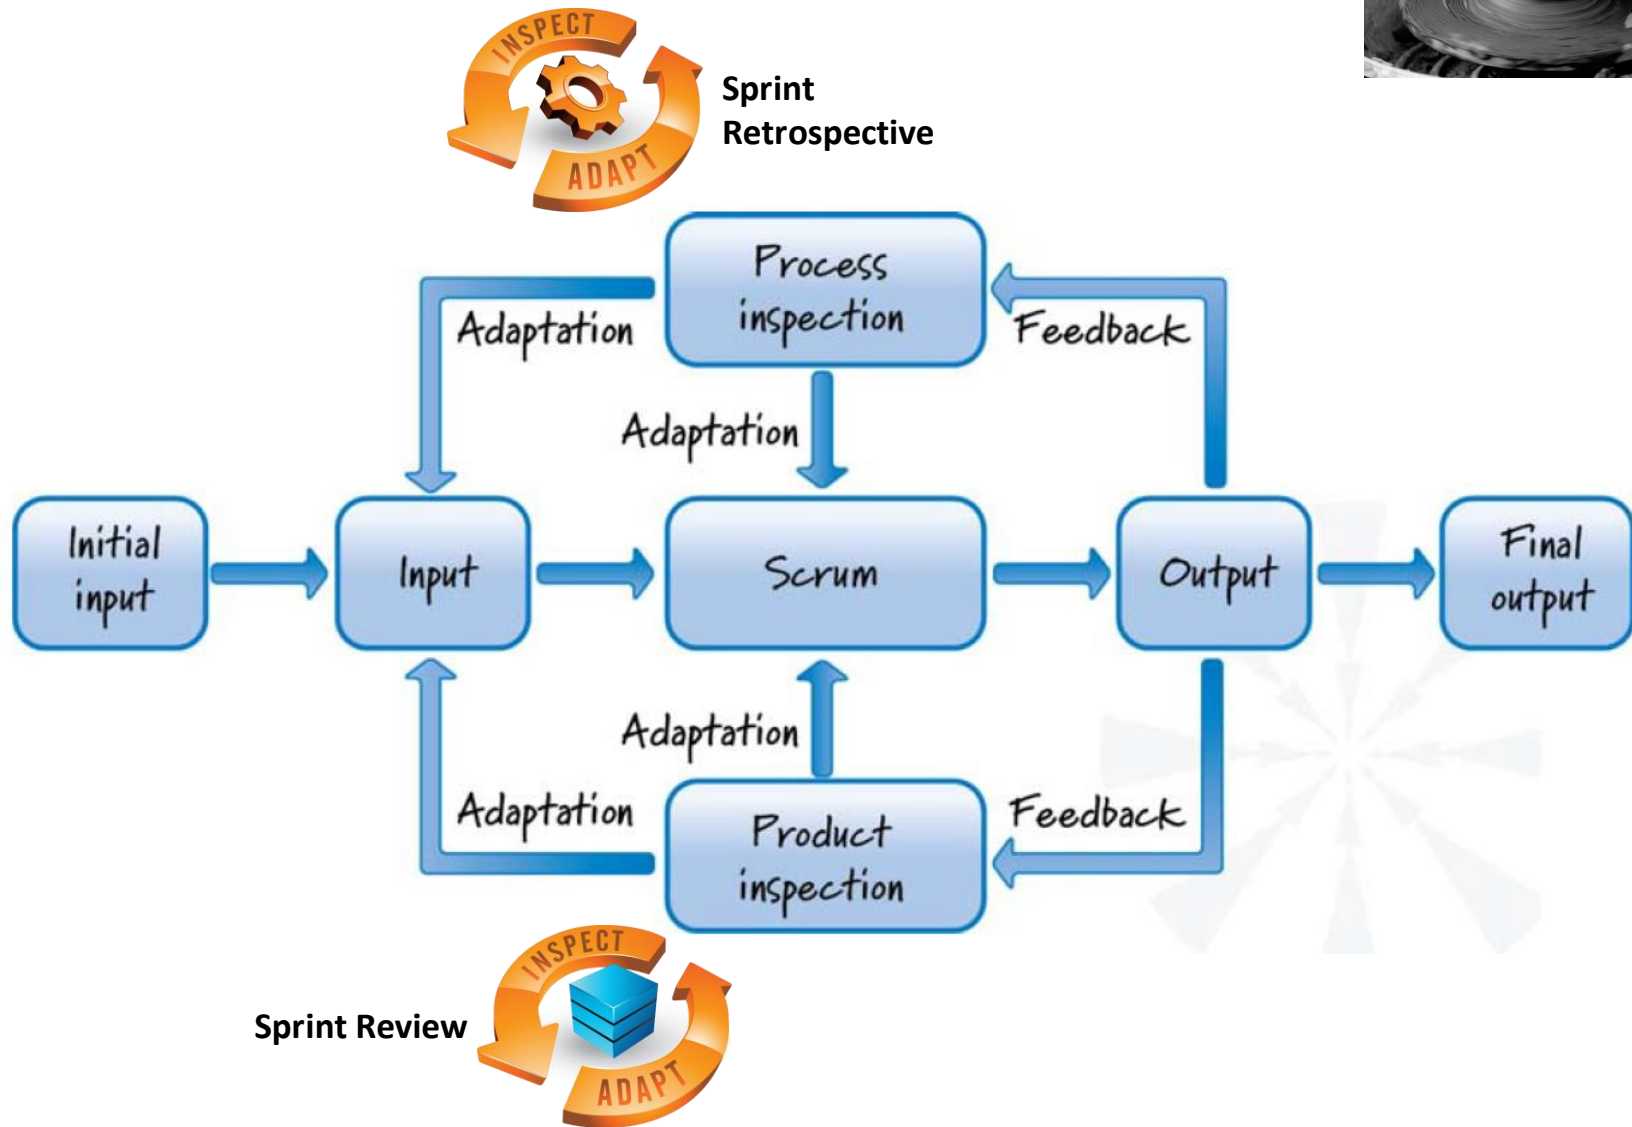 INSPECT
ADAPT
Sprint
Retrospective
Process
inspection
Adaptation
Feedback
Adaptation
Initial
input
Input
Scrum
Output
Final
output
Adaptation
Adaptation
Feedback
Product
inspection
INSPECT
ADAPT
Sprint Review